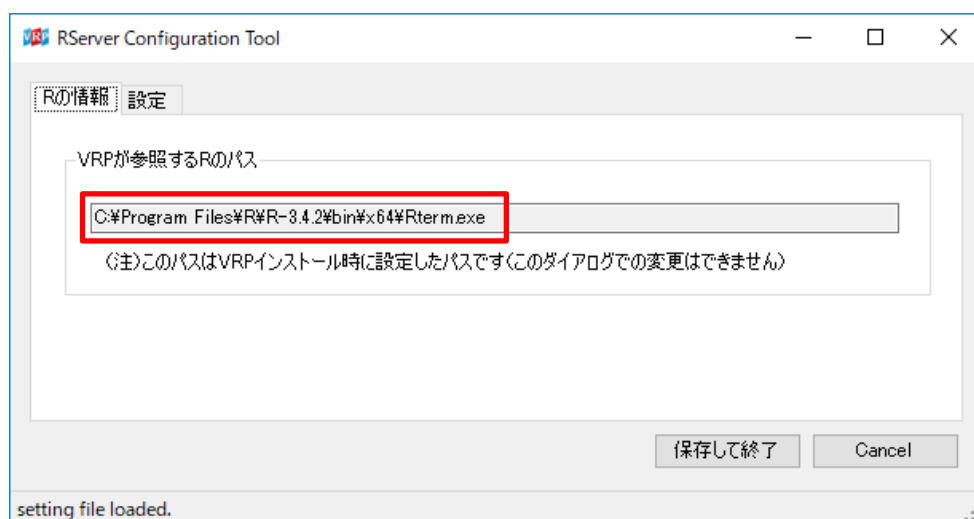 VRP RServer Configuration Tool
Rの情報 設定
VRPが参照するRのパス
C:¥Program Files¥R¥R-3.4.2¥bin¥x64¥Rterm.exe
(注)このパスはVRPインストール時に設定したパスです(このダイアログでの変更はできません)
保存して終了 Cancel
setting file loaded.